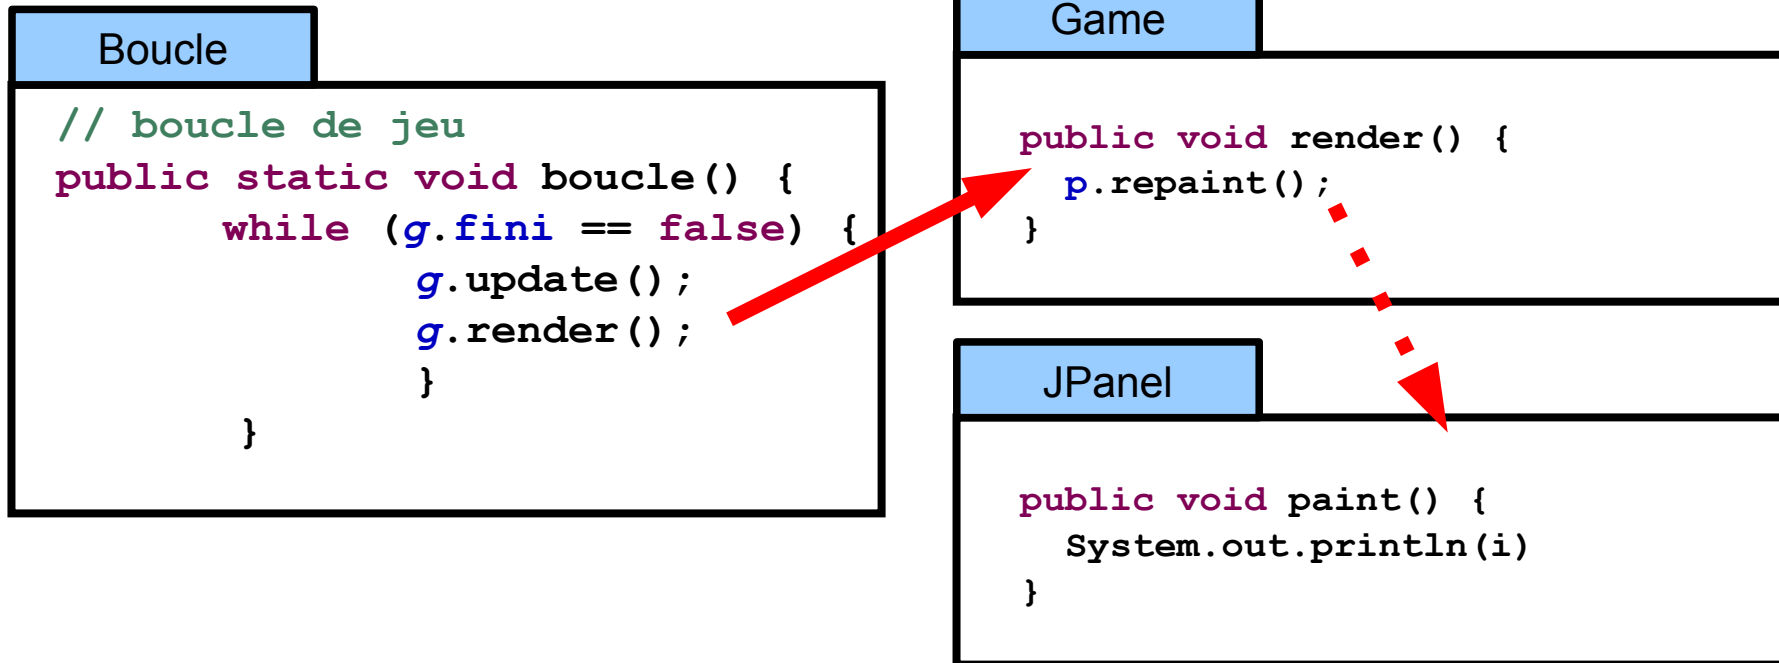 Boucle
// boucle de jeu
public static void boucle() {
while (g.fini == false) {
g.update();
g.render();
}
}
Game
public void render() {
p.repaint();
}
JPanel
public void paint() {
System.out.println(i)
}